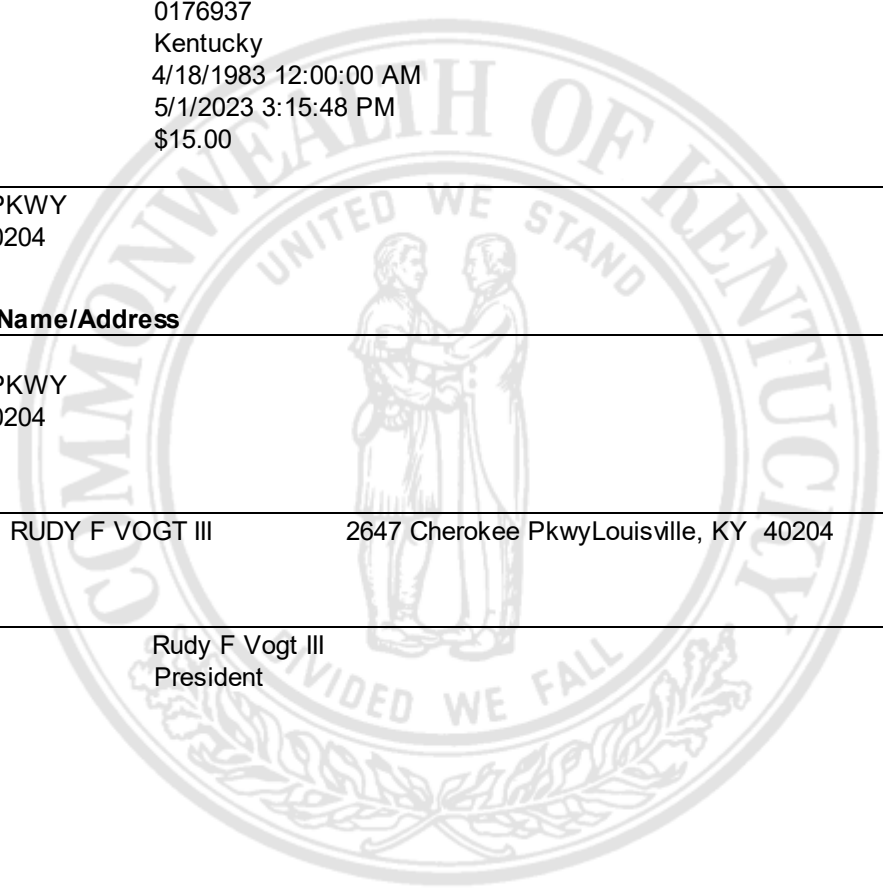 0176937
Kentucky
4/18/1983 12:00:00 AM
5/1/2023 3:15:48 PM
$15.00
PKWY
0204
Name/Address
PKWY
0204
RUDY F VOGT III 2647 Cherokee PkwyLouisville, KY 40204
Rudy F Vogt III
President
COMMONWEALTH OF KENTUCKY
UNITED WE STAND
DIVIDED WE FALL